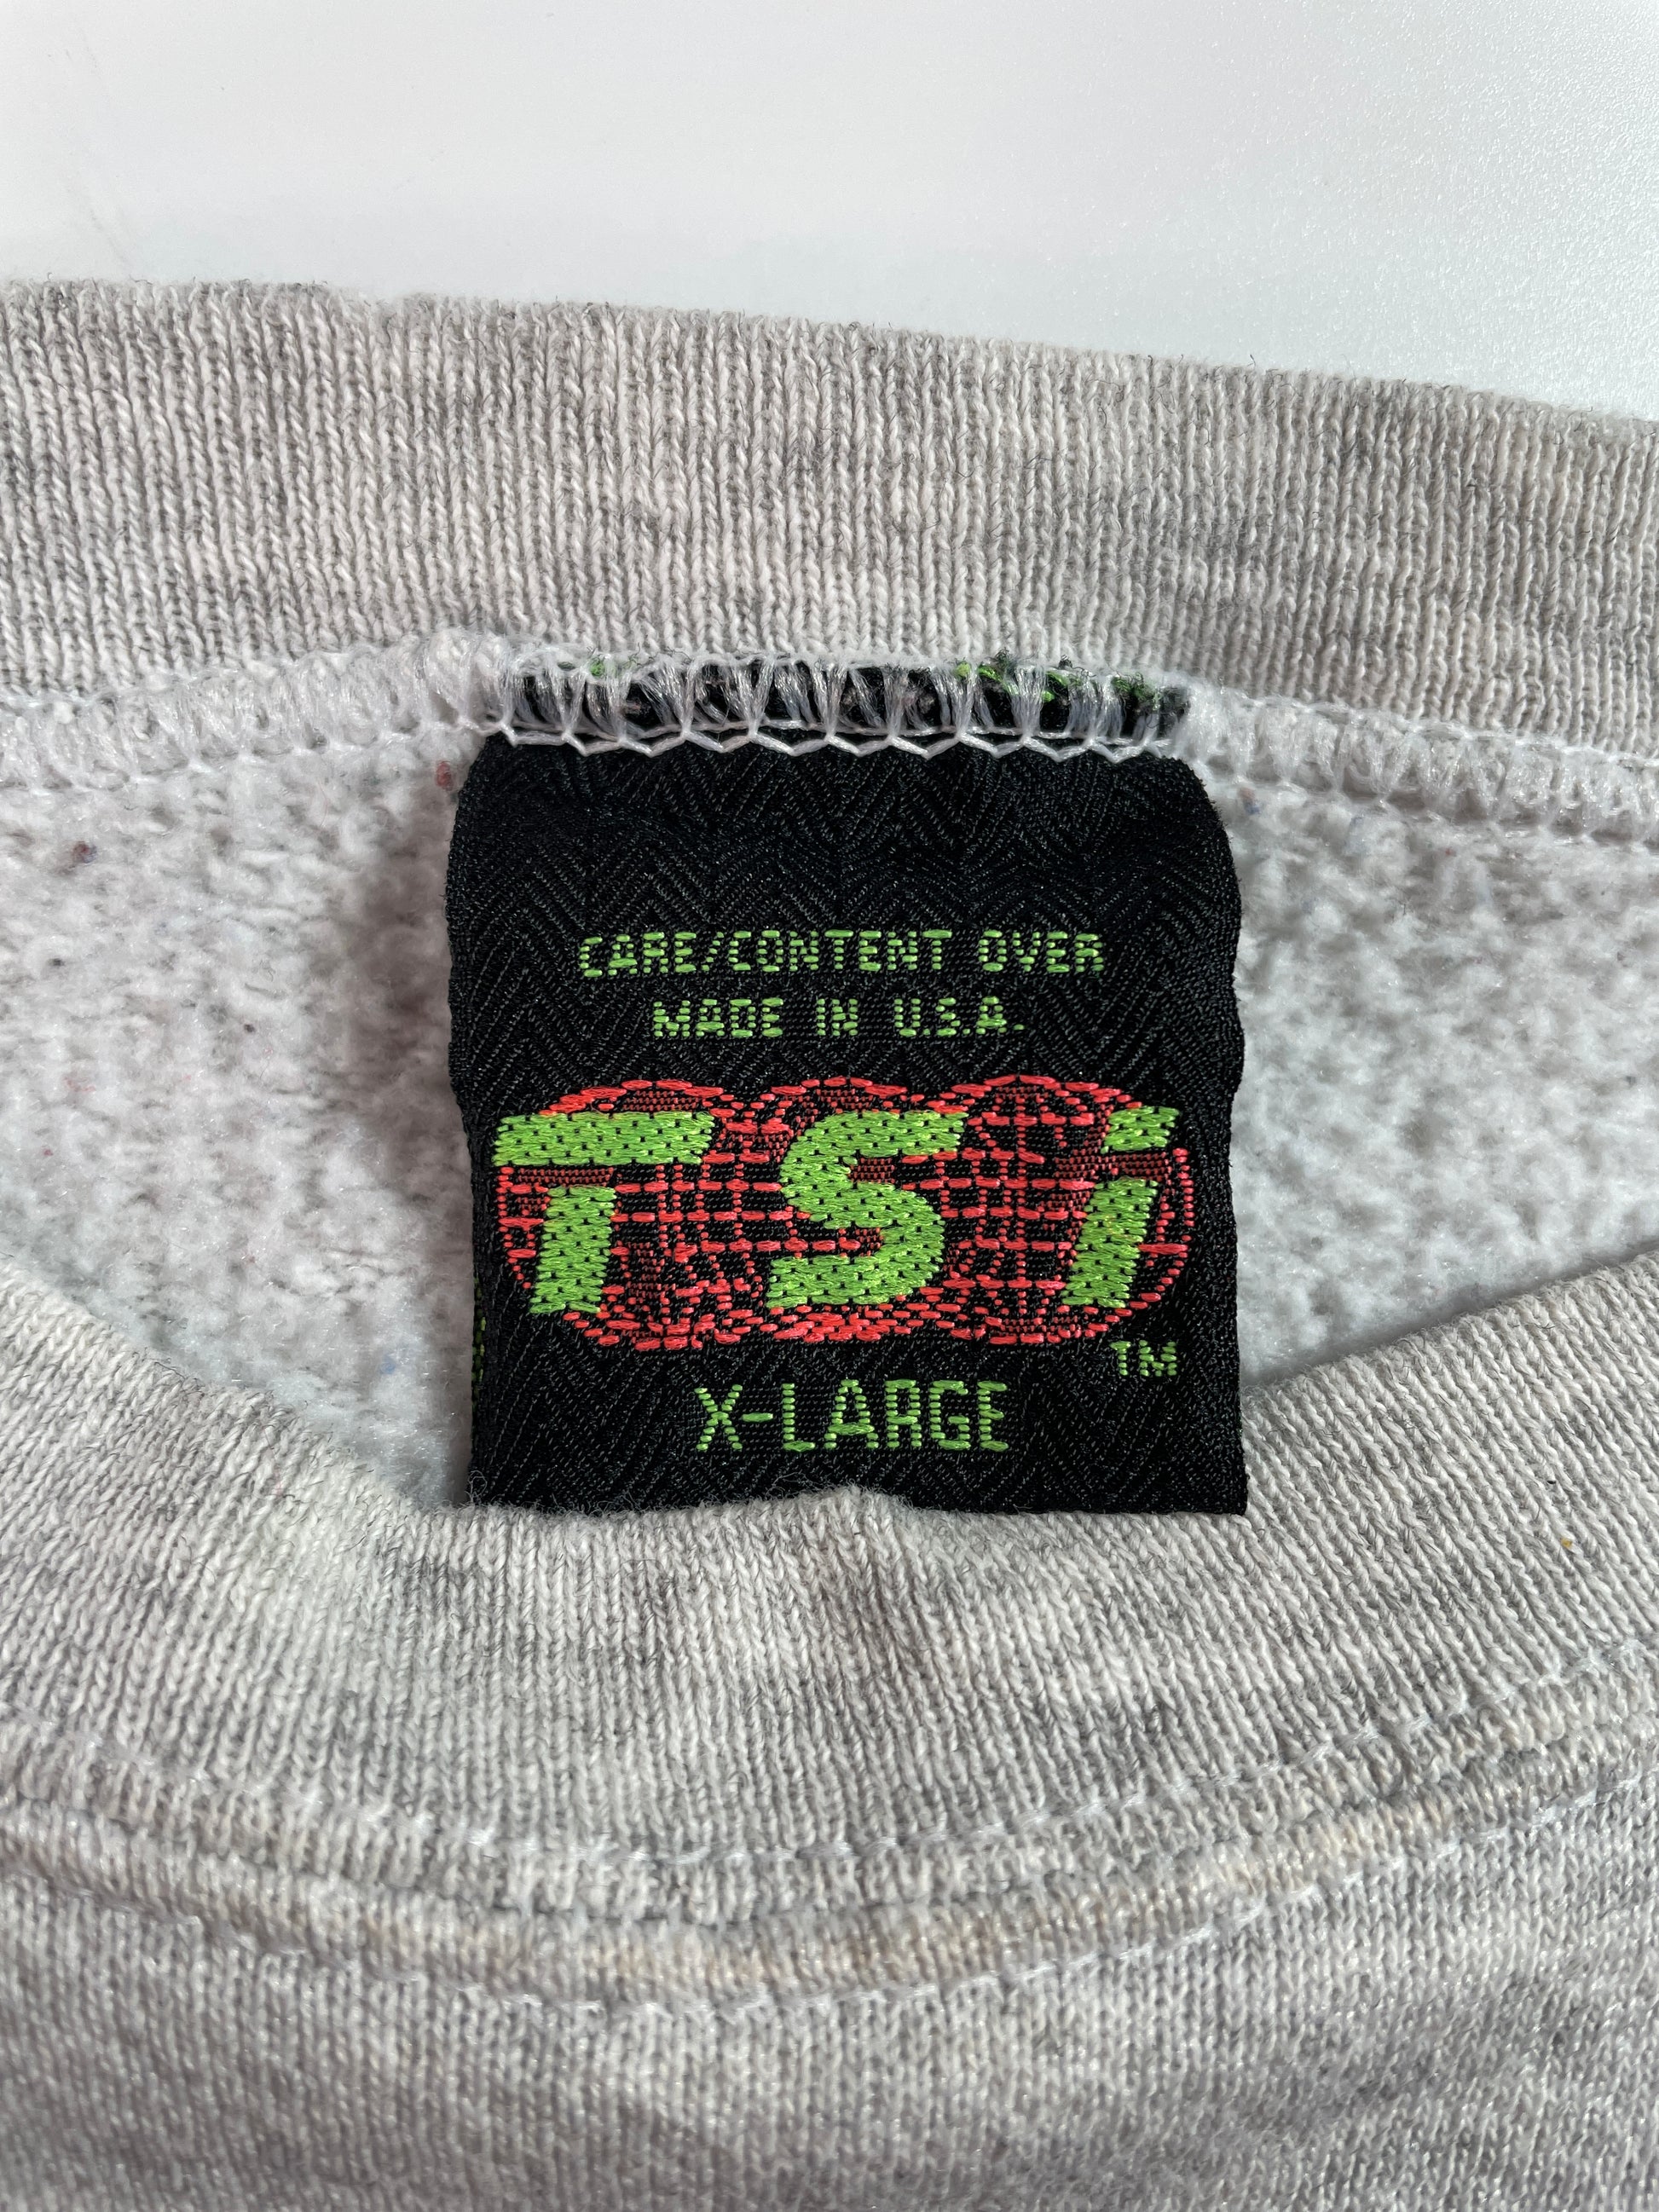 CARE/CONTENT OVER
MADE IN U.S.A.
TSi
TM
X-LARGE